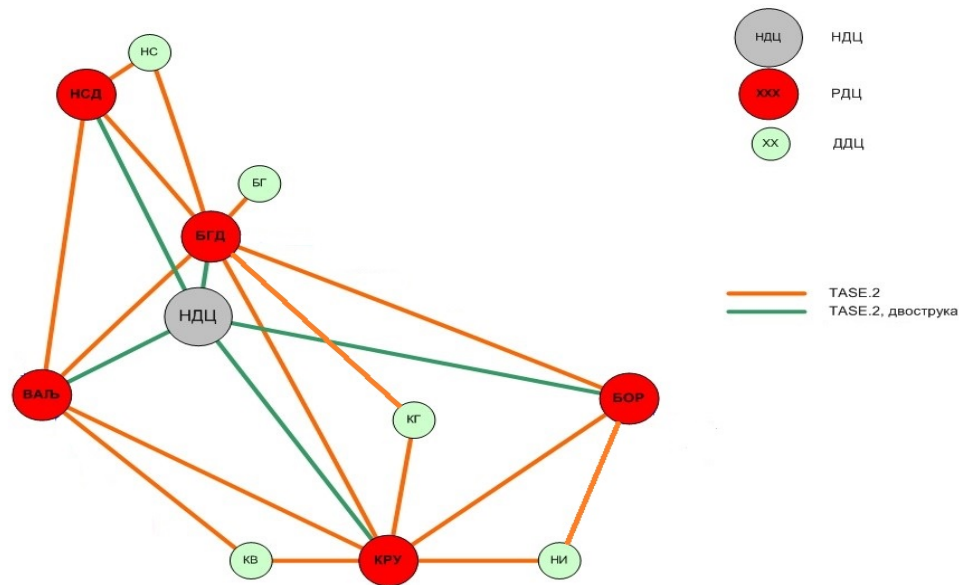 НС
НСД
БГ
БГД
НДЦ
ВАЉ
КГ
БОР
КВ
КРУ
НИ
НДЦ НДЦ
XXX РДЦ
XX ДДЦ
TASE.2
TASE.2, двострука